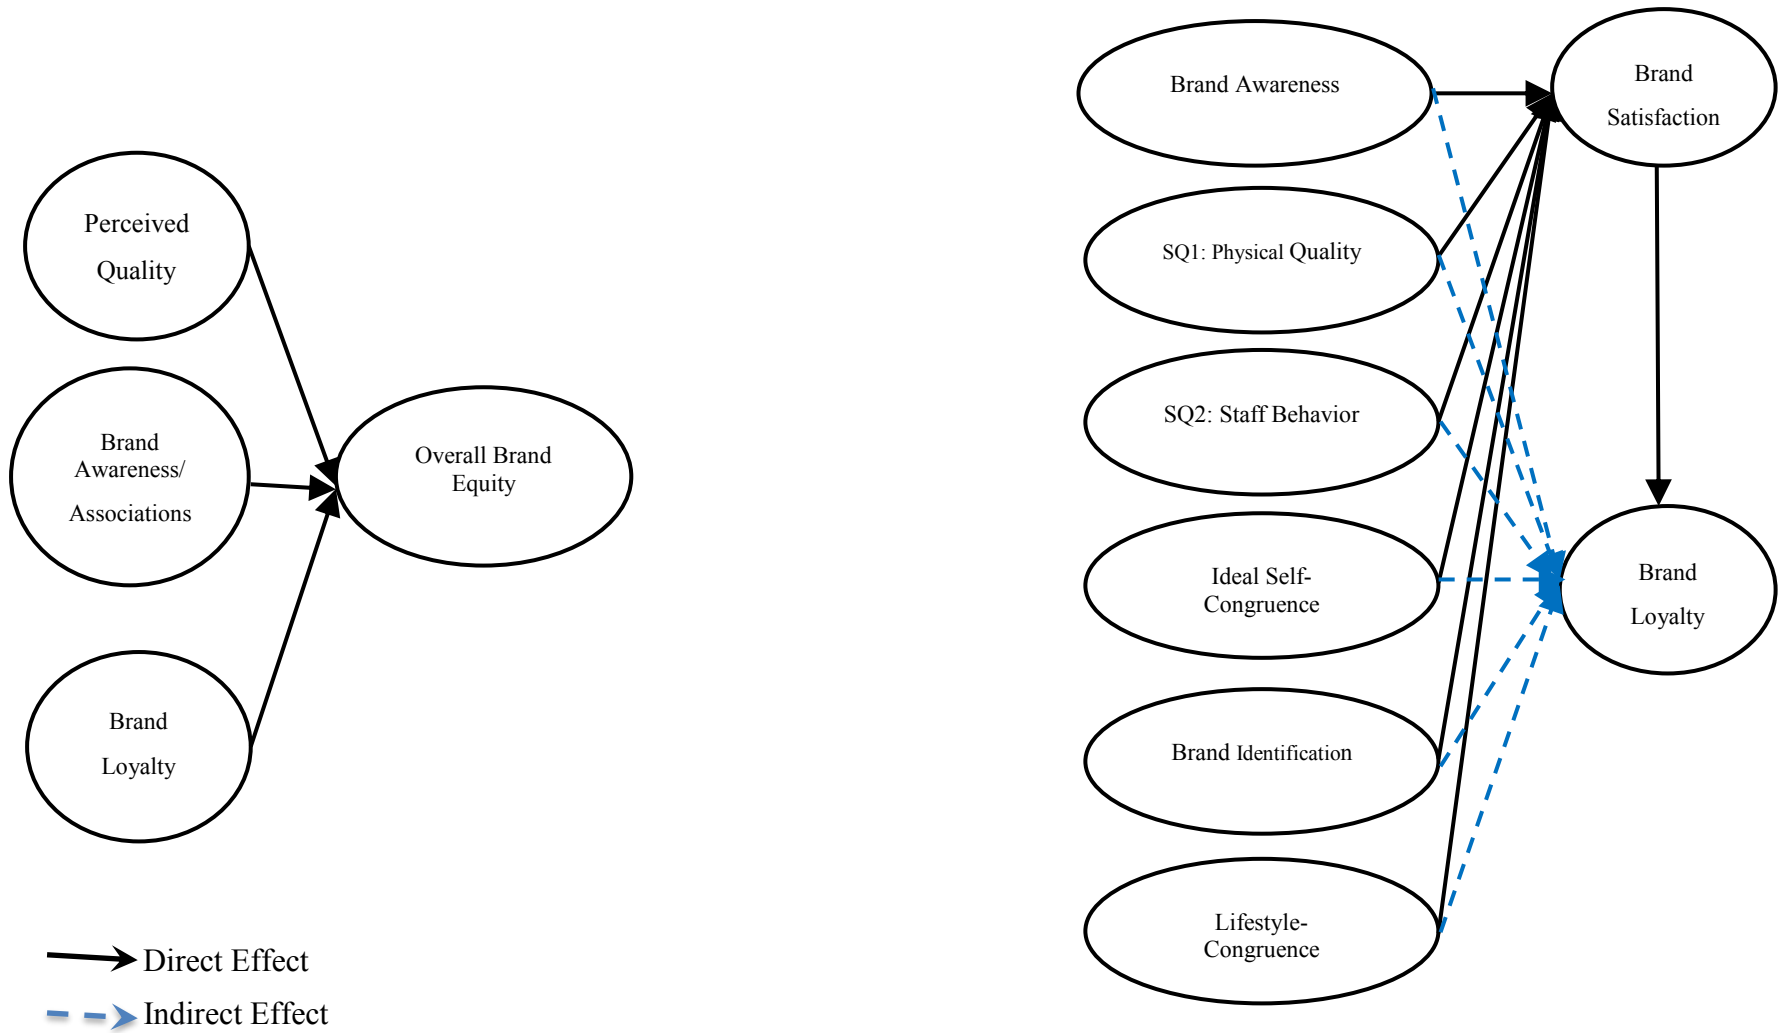 Perceived
Quality
Brand
Awareness/
Associations
Brand
Loyalty
Overall Brand
Equity
Direct Effect
Indirect Effect
Brand Awareness
SQ1: Physical Quality
SQ2: Staff Behavior
Ideal Self-
Congruence
Brand Identification
Lifestyle-
Congruence
Brand
Satisfaction
Brand
Loyalty